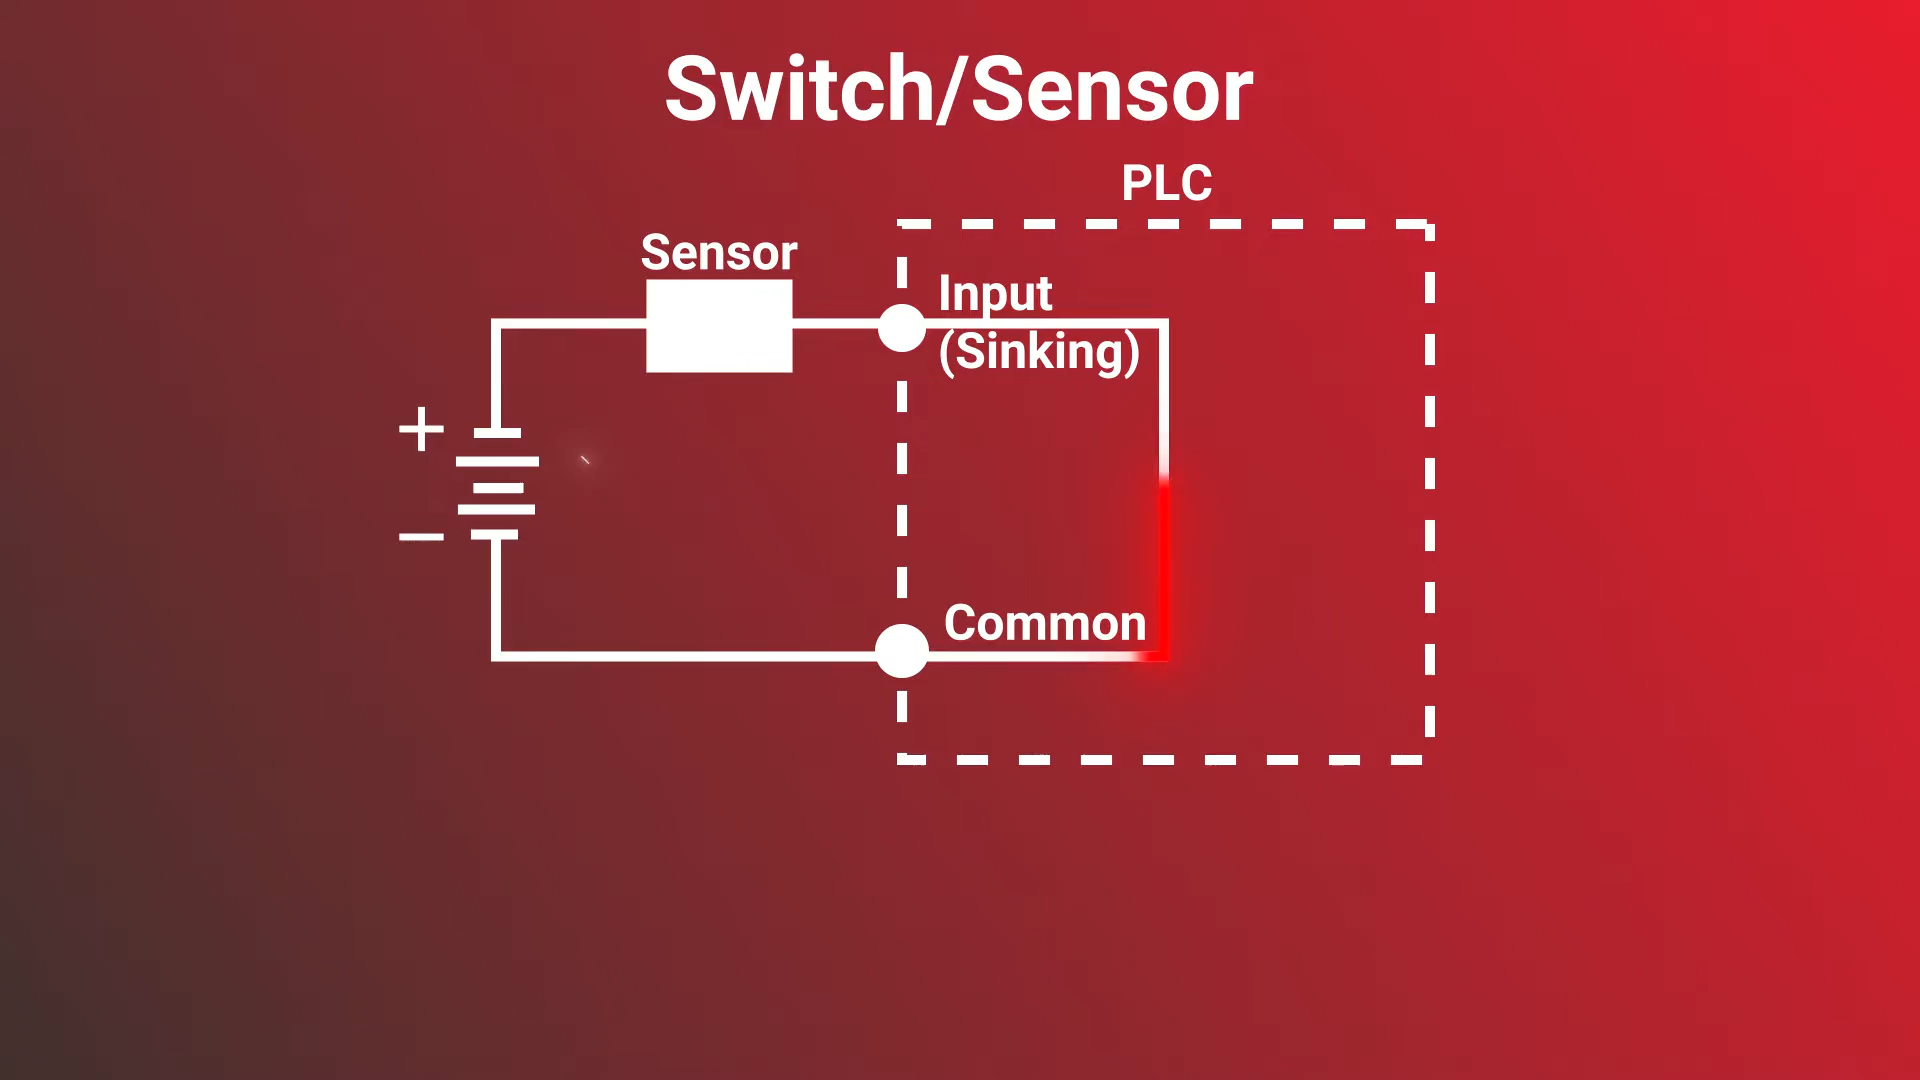 Switch/Sensor
PLC
Sensor
Input
(Sinking)
+
−
Common